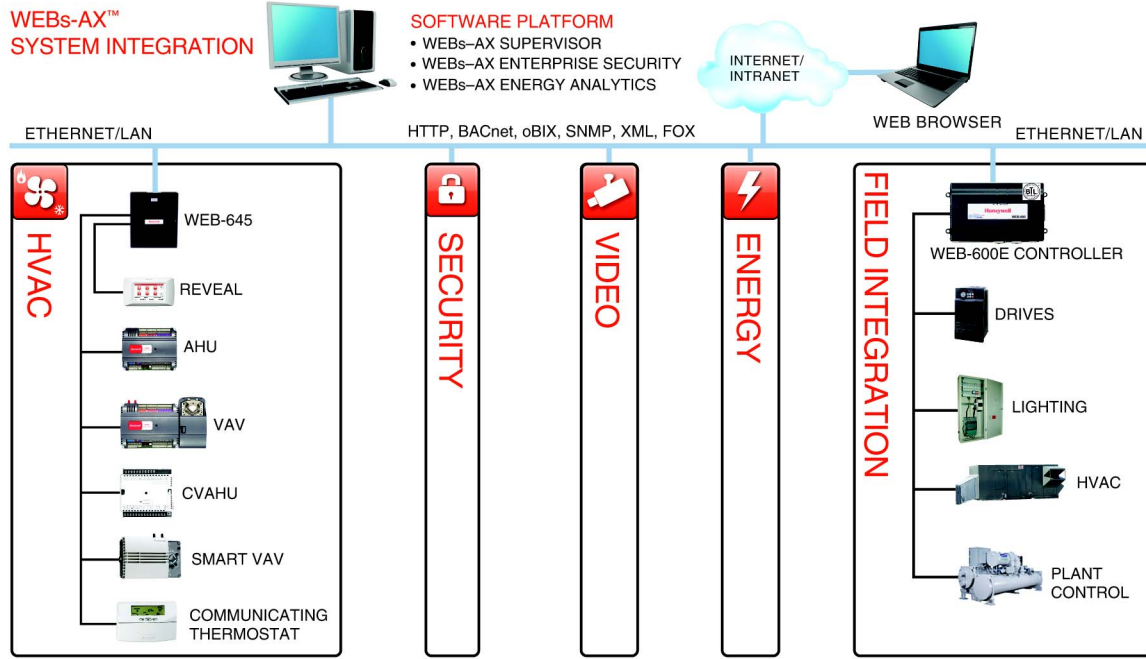 WEBs-AX™
SYSTEM INTEGRATION
SOFTWARE PLATFORM
• WEBs–AX SUPERVISOR
• WEBs–AX ENTERPRISE SECURITY
• WEBs–AX ENERGY ANALYTICS
INTERNET/
INTRANET
WEB BROWSER
ETHERNET/LAN
HTTP, BACnet, oBIX, SNMP, XML, FOX
ETHERNET/LAN
HVAC
WEB-645
REVEAL
AHU
VAV
CVAHU
SMART VAV
COMMUNICATING
THERMOSTAT
SECURITY
VIDEO
ENERGY
FIELD INTEGRATION
BTL
Honeywell
WEB-600E CONTROLLER
DRIVES
LIGHTING
HVAC
PLANT
CONTROL